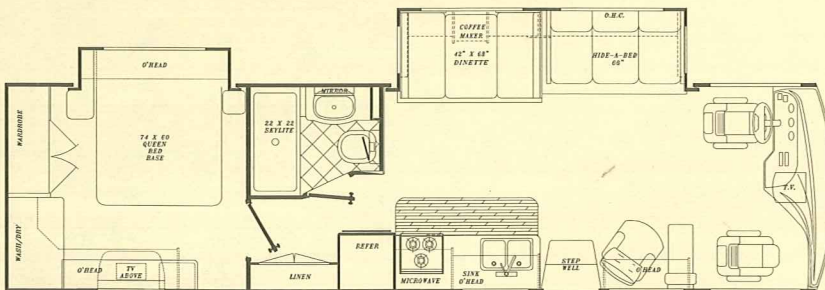 O'HEAD
WARDROBE
74 X 60
QUEEN
BED
BASE
WASH/DRY
O'HEAD
TV
ABOVE
22 X 22
SKYLITE
MIRROR
LINEN
REFER
COFFEE
MAKER
42" X 68"
DINETTE
O.H.C.
HIDE-A-BED
68"
MICROWAVE
SINK
O'HEAD
STEP
WELL
O'HEAD
T.V.